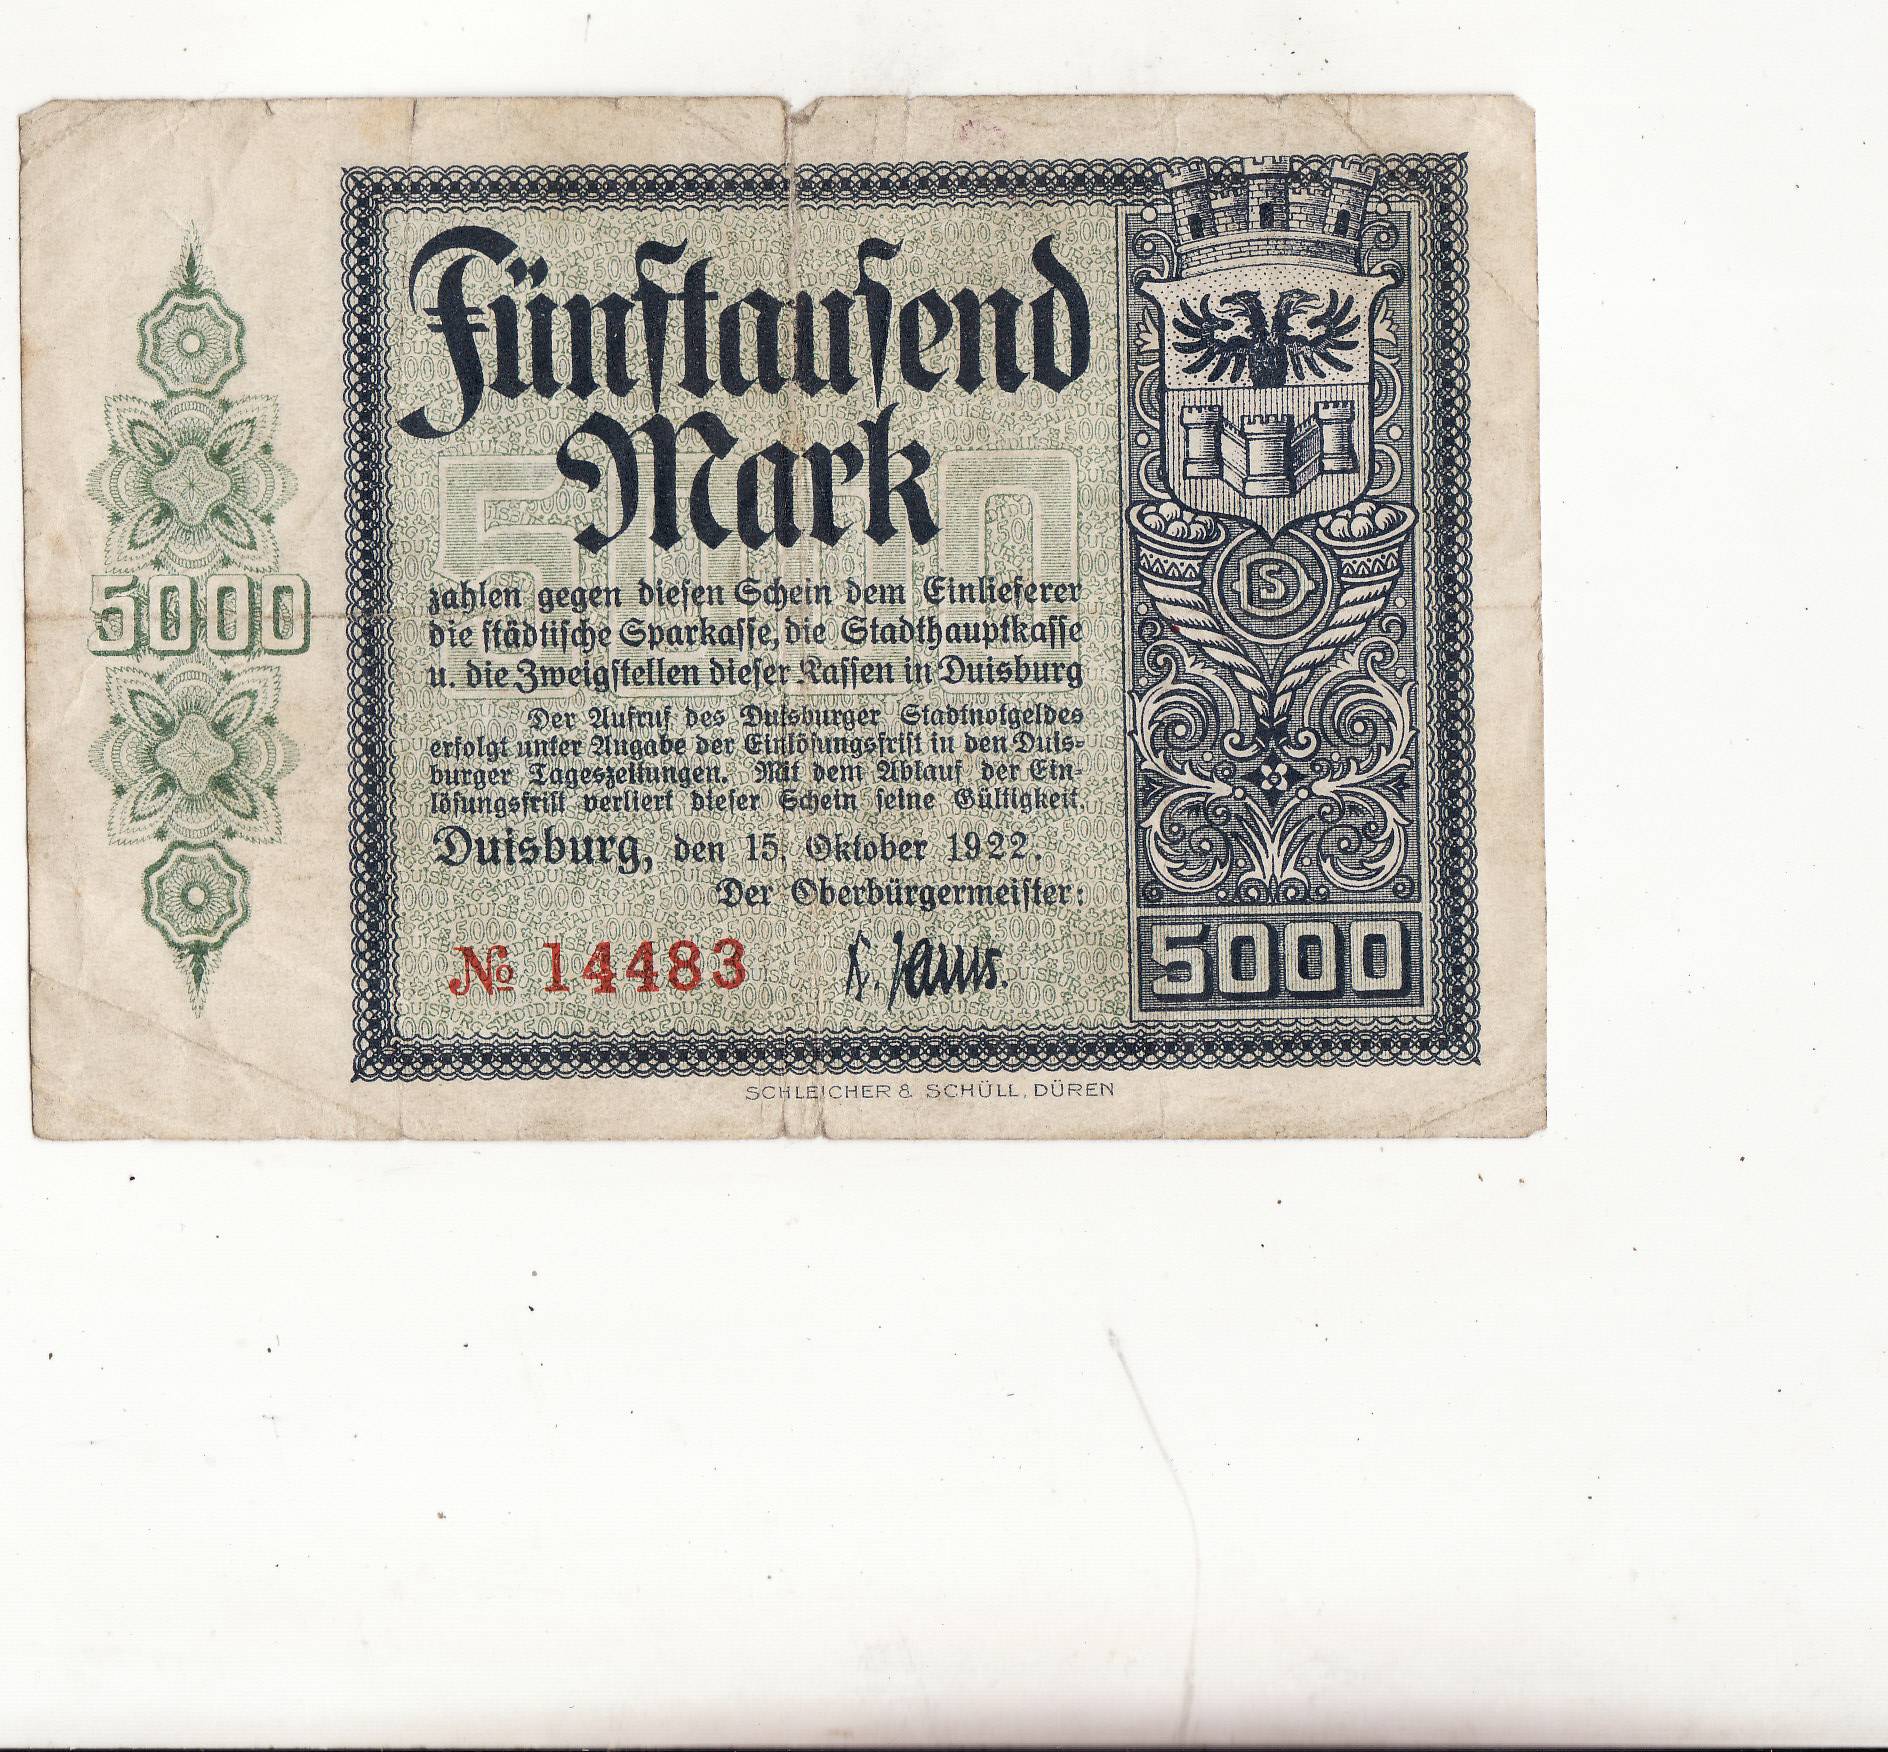 5000
Fünftausend
Mark
zahlen gegen diesen Schein dem Einlieferer
die städtische Sparkasse, die Stadthauptkasse
u. die Zweigstellen dieser Kassen in Duisburg
Der Aufruf des Duisburger Stadtnotgeldes
erfolgt unter Angabe der Einlösungsfrist in den Duis-
burger Tageszeitungen. Mit dem Ablauf der Ein-
lösungsfrist verliert dieser Schein seine Gültigkeit.
Duisburg, den 15. Oktober 1922.
Der Oberbürgermeister:
№ 14483
DS
5000
SCHLEICHER & SCHÜLL, DÜREN